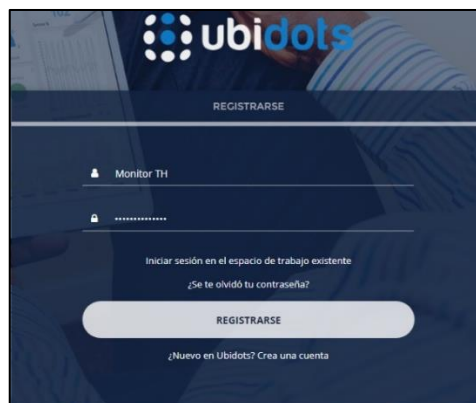 ubidots
REGISTRARSE
Monitor TH
••••••••••••••
Iniciar sesión en el espacio de trabajo existente
¿Se te olvidó tu contraseña?
REGISTRARSE
¿Nuevo en Ubidots? Crea una cuenta